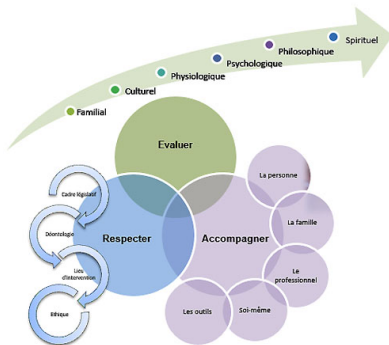 Spirituel
Philosophique
Psychologique
Physiologique
Culturel
Familial
Evaluer
Cadre législatif
La personne
Déontologie
Respecter
Accompagner
La famille
Lieu
d'intervention
Le
professionnel
Ethique
Les outils
Soi-même